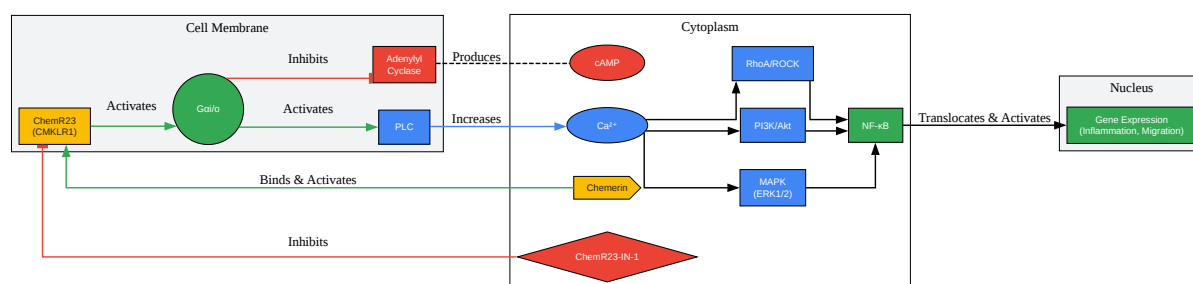 Cell Membrane
Cytoplasm
Nucleus
Inhibits
Adenylyl
Cyclase
Produces
cAMP
RhoA/ROCK
Activates
Gαi/o
Activates
ChemR23
(CMKLR1)
PLC
Increases
Ca²⁺
PI3K/Akt
NF-κB
Translocates & Activates
Gene Expression
(Inflammation, Migration)
Binds & Activates
Chemerin
MAPK
(ERK1/2)
Inhibits
ChemR23-IN-1